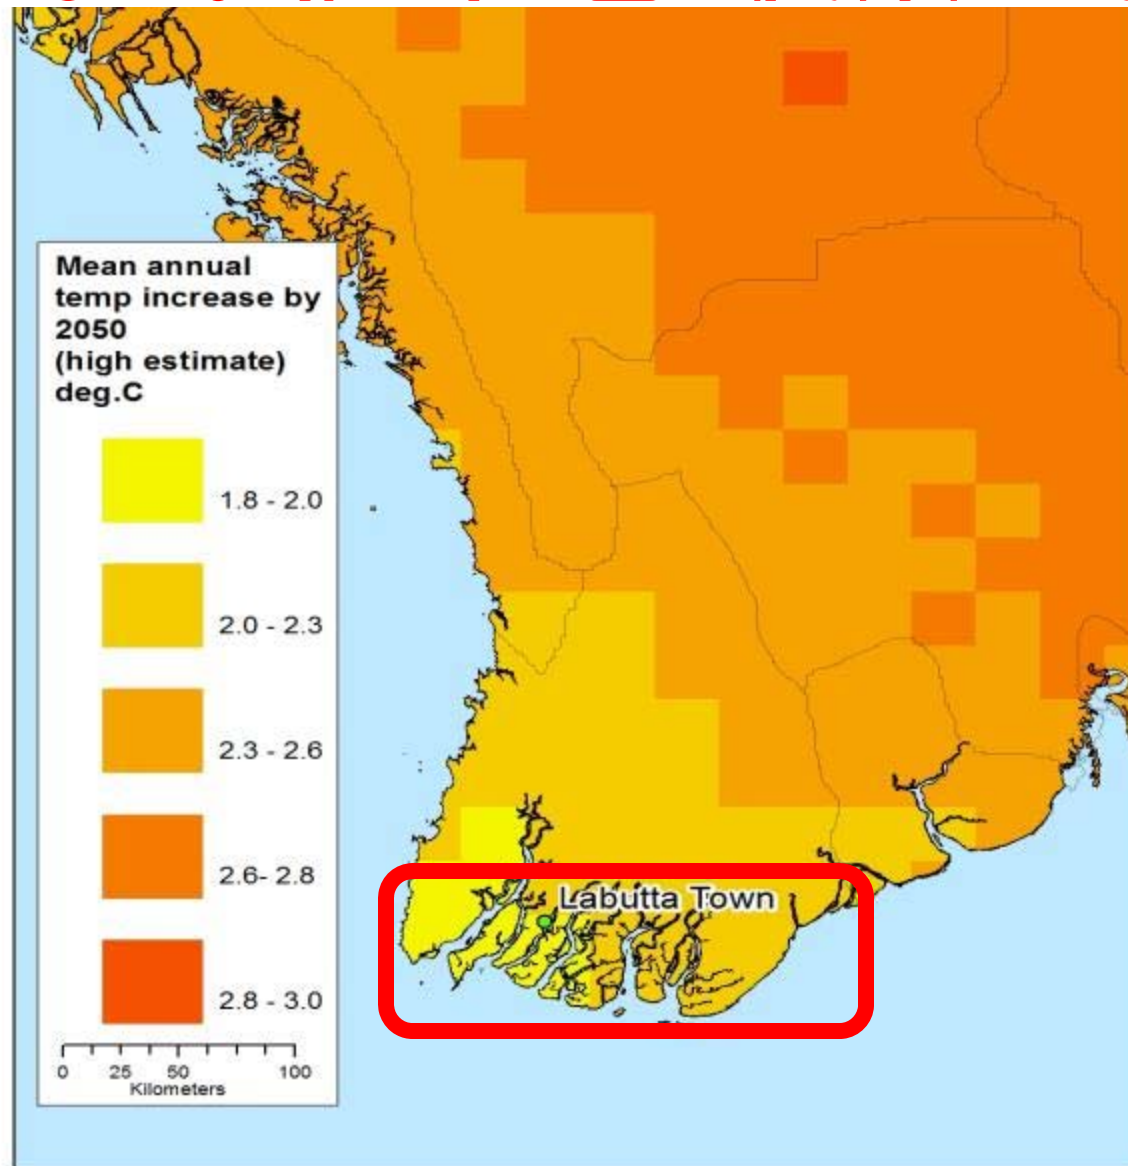 Mean annual
temp increase by
2050
(high estimate)
deg.C
1.8 - 2.0
2.0 - 2.3
2.3 - 2.6
2.6- 2.8
2.8 - 3.0
0 25 50 100
Kilometers
Labutta Town